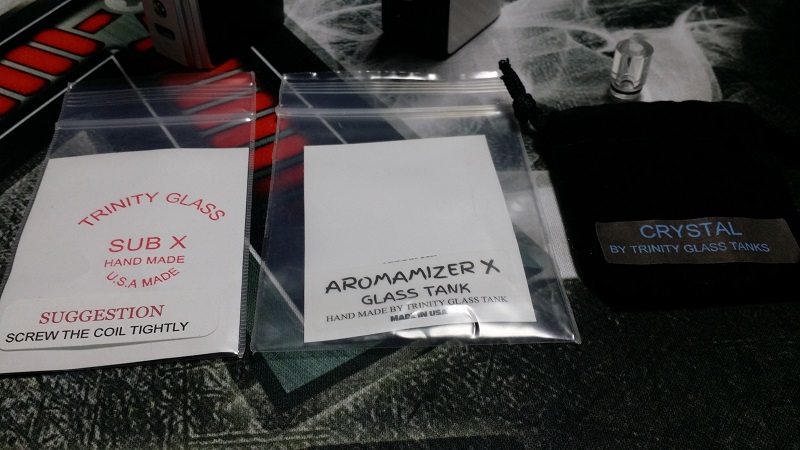 TRINITY GLASS
SUB X
HAND MADE
U.S.A MADE
SUGGESTION
SCREW THE COIL TIGHTLY
AROMAMIZER X
GLASS TANK
HAND MADE BY TRINITY GLASS TANK
MADE IN USA
CRYSTAL
BY TRINITY GLASS TANKS